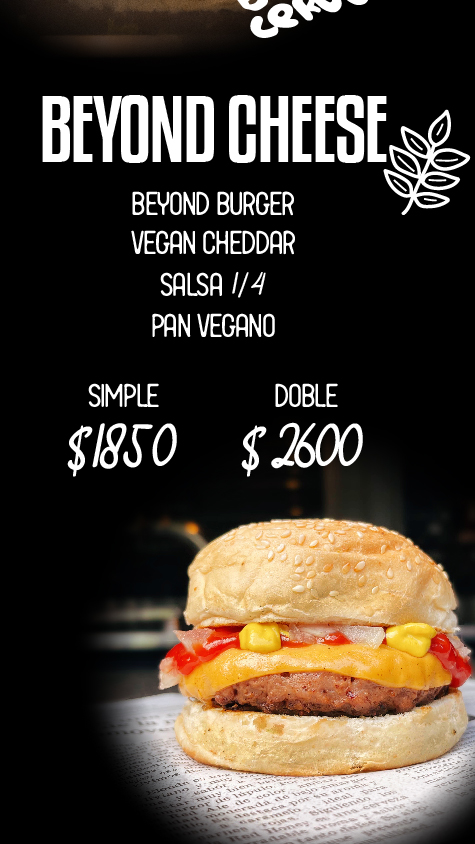 BEYOND CHEESE
BEYOND BURGER
VEGAN CHEDDAR
SALSA 1/4
PAN VEGANO
SIMPLE DOBLE
$1850 $2600